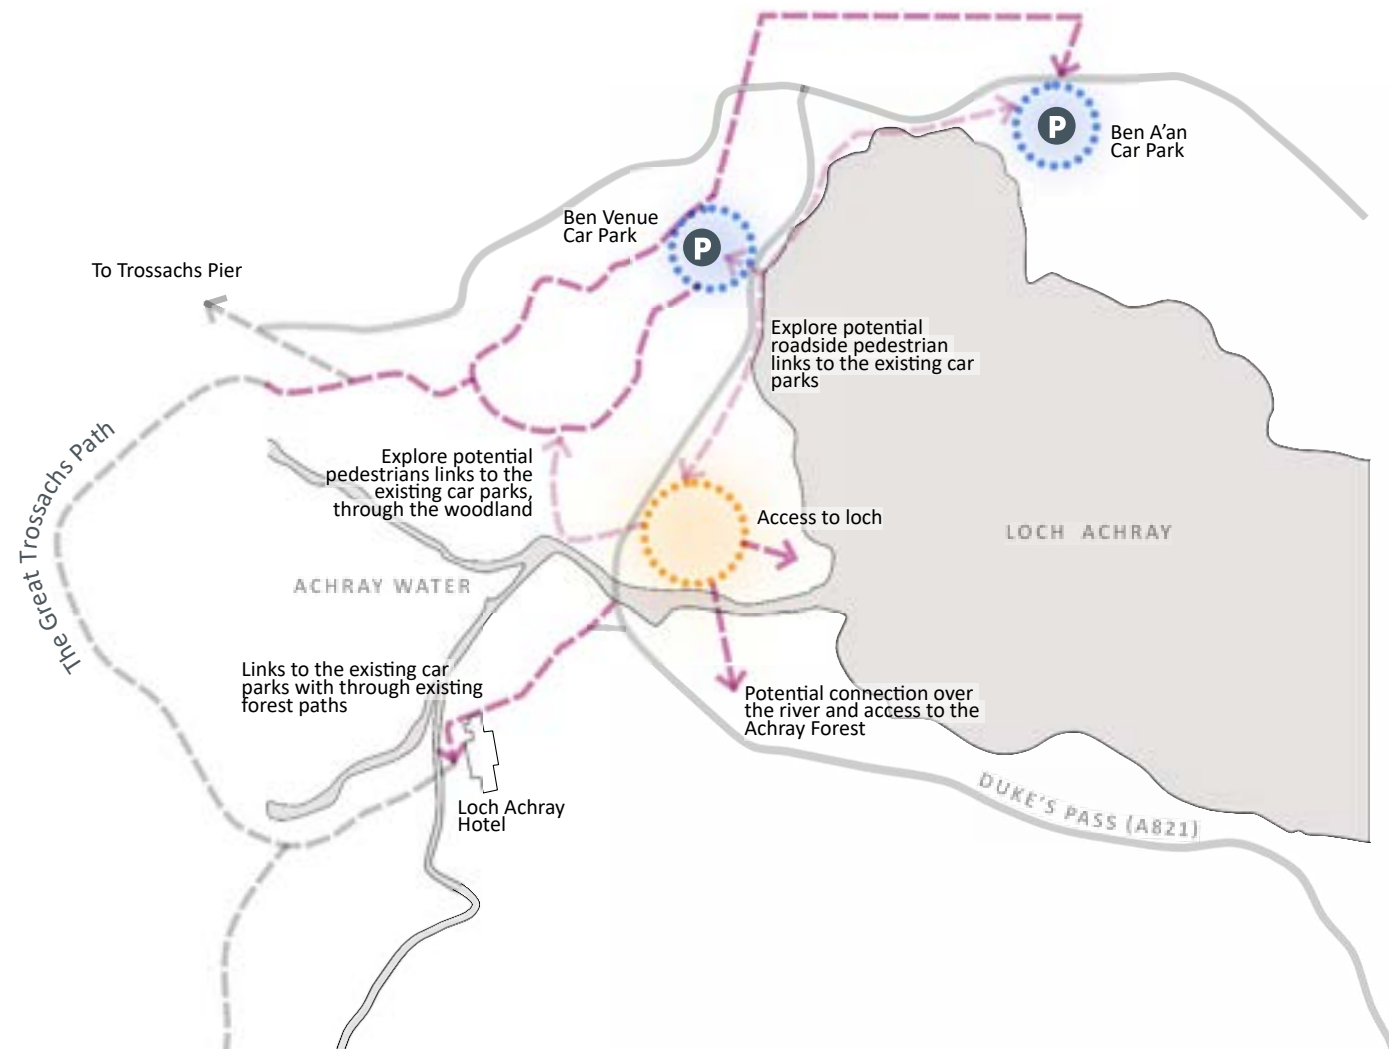 P
Ben A'an
Car Park
Ben Venue
Car Park
P
To Trossachs Pier
Explore potential
roadside pedestrian
links to the existing car
parks
The Great Trossachs Path
Explore potential
pedestrians links to the
existing car parks,
through the woodland
Access to loch
LOCH ACHRAY
ACHRAY WATER
Links to the existing car
parks with through existing
forest paths
Potential connection over
the river and access to the
Achray Forest
Loch Achray
Hotel
DUKE'S PASS (A821)